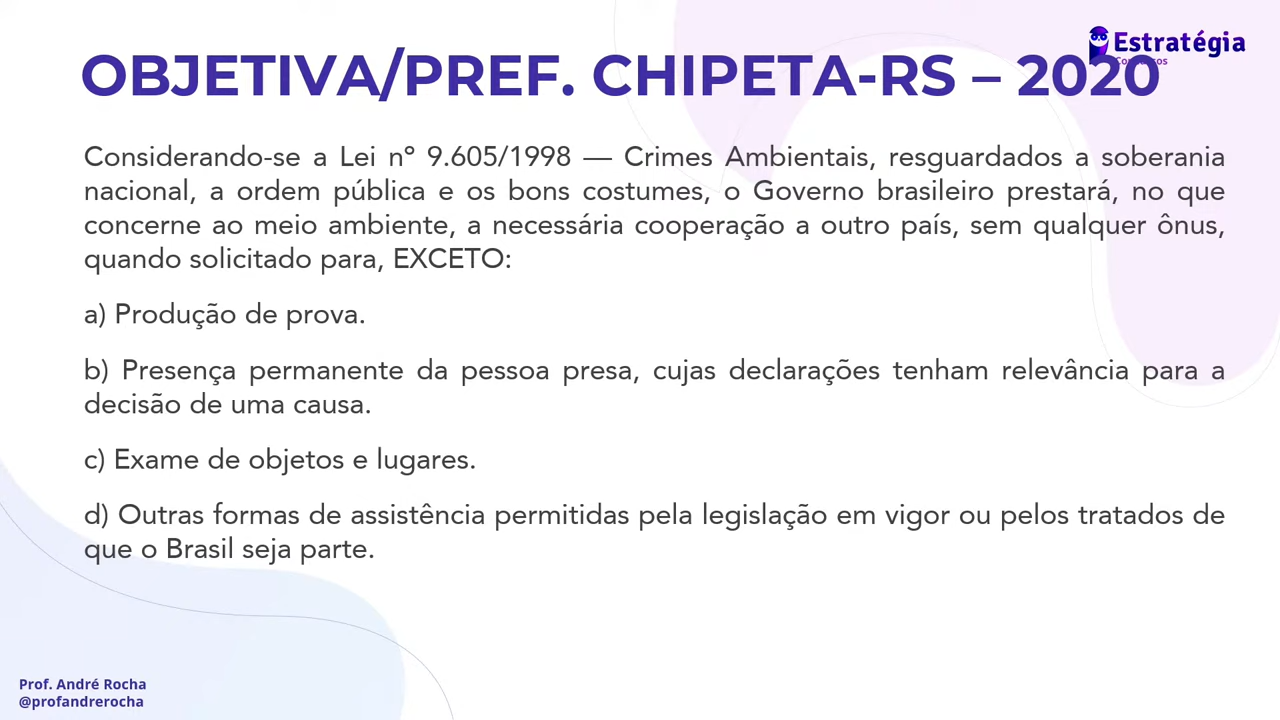 Estratégia
OBJETIVA/PREF. CHIPETA-RS – 2020
Considerando-se a Lei nº 9.605/1998 — Crimes Ambientais, resguardados a soberania
nacional, a ordem pública e os bons costumes, o Governo brasileiro prestará, no que
concerne ao meio ambiente, a necessária cooperação a outro país, sem qualquer ônus,
quando solicitado para, EXCETO:
a) Produção de prova.
b) Presença permanente da pessoa presa, cujas declarações tenham relevância para a
decisão de uma causa.
c) Exame de objetos e lugares.
d) Outras formas de assistência permitidas pela legislação em vigor ou pelos tratados de
que o Brasil seja parte.
Prof. André Rocha
@profandrerocha